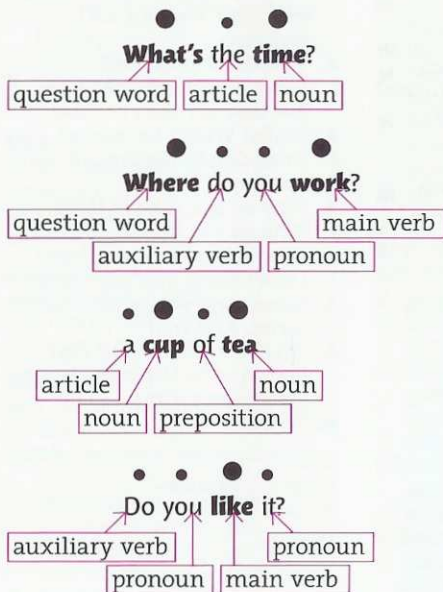 What's the time?
question word article noun
Where do you work?
question word main verb
auxiliary verb pronoun
a cup of tea
article noun
noun preposition
Do you like it?
auxiliary verb pronoun
pronoun main verb